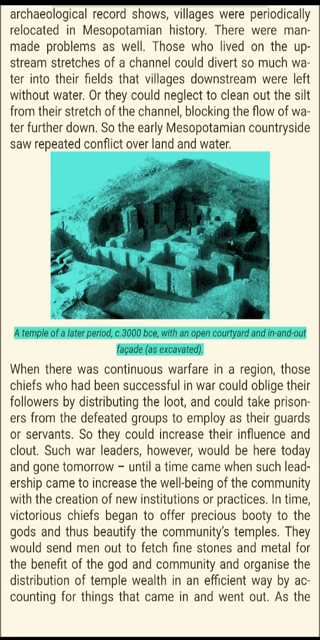 archaeological record shows, villages were periodically
relocated in Mesopotamian history. There were man-
made problems as well. Those who lived on the up-
stream stretches of a channel could divert so much wa-
ter into their fields that villages downstream were left
without water. Or they could neglect to clean out the silt
from their stretch of the channel, blocking the flow of wa-
ter further down. So the early Mesopotamian countryside
saw repeated conflict over land and water.
A temple of a later period, c.3000 bce, with an open courtyard and in-and-out
façade (as excavated).
When there was continuous warfare in a region, those
chiefs who had been successful in war could oblige their
followers by distributing the loot, and could take prison-
ers from the defeated groups to employ as their guards
or servants. So they could increase their influence and
clout. Such war leaders, however, would be here today
and gone tomorrow – until a time came when such lead-
ership came to increase the well-being of the community
with the creation of new institutions or practices. In time,
victorious chiefs began to offer precious booty to the
gods and thus beautify the community's temples. They
would send men out to fetch fine stones and metal for
the benefit of the god and community and organise the
distribution of temple wealth in an efficient way by ac-
counting for things that came in and went out. As the